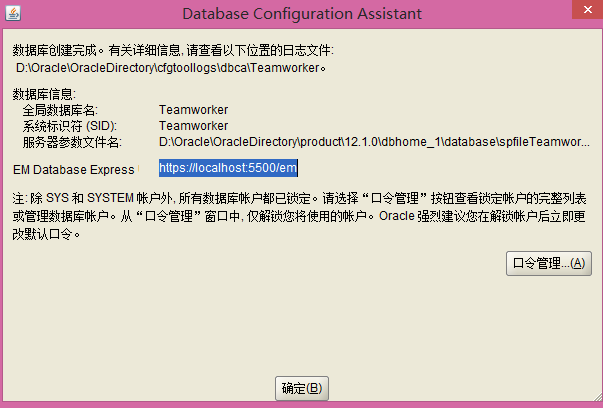 Database Configuration Assistant
数据库创建完成。有关详细信息, 请查看以下位置的日志文件:
D:\Oracle\OracleDirectory\cfgtoollogs\dbca\Teamworker。
数据库信息:
全局数据库名: Teamworker
系统标识符 (SID): Teamworker
服务器参数文件名: D:\Oracle\OracleDirectory\product\12.1.0\dbhome_1\database\spfileTeamwor...
EM Database Express https://localhost:5500/em
注: 除 SYS 和 SYSTEM 帐户外, 所有数据库帐户都已锁定。请选择“口令管理”按钮查看锁定帐户的完整列表
或管理数据库帐户。从“口令管理”窗口中, 仅解锁您将使用的帐户。Oracle 强烈建议您在解锁帐户后立即更
改默认口令。
口令管理...(A)
确定(B)